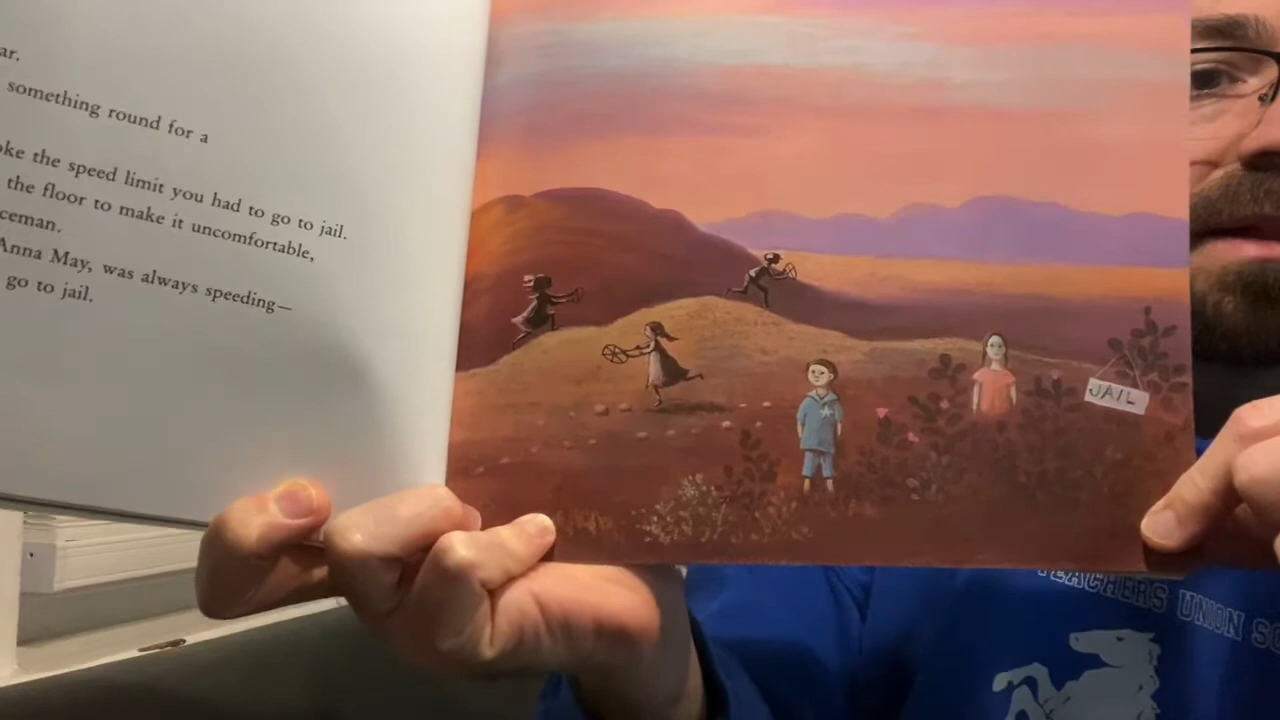 ar.
something round for a
oke the speed limit you had to go to jail.
the floor to make it uncomfortable,
ceman.
Anna May, was always speeding—
go to jail.
JAIL
TEACHERS UNION